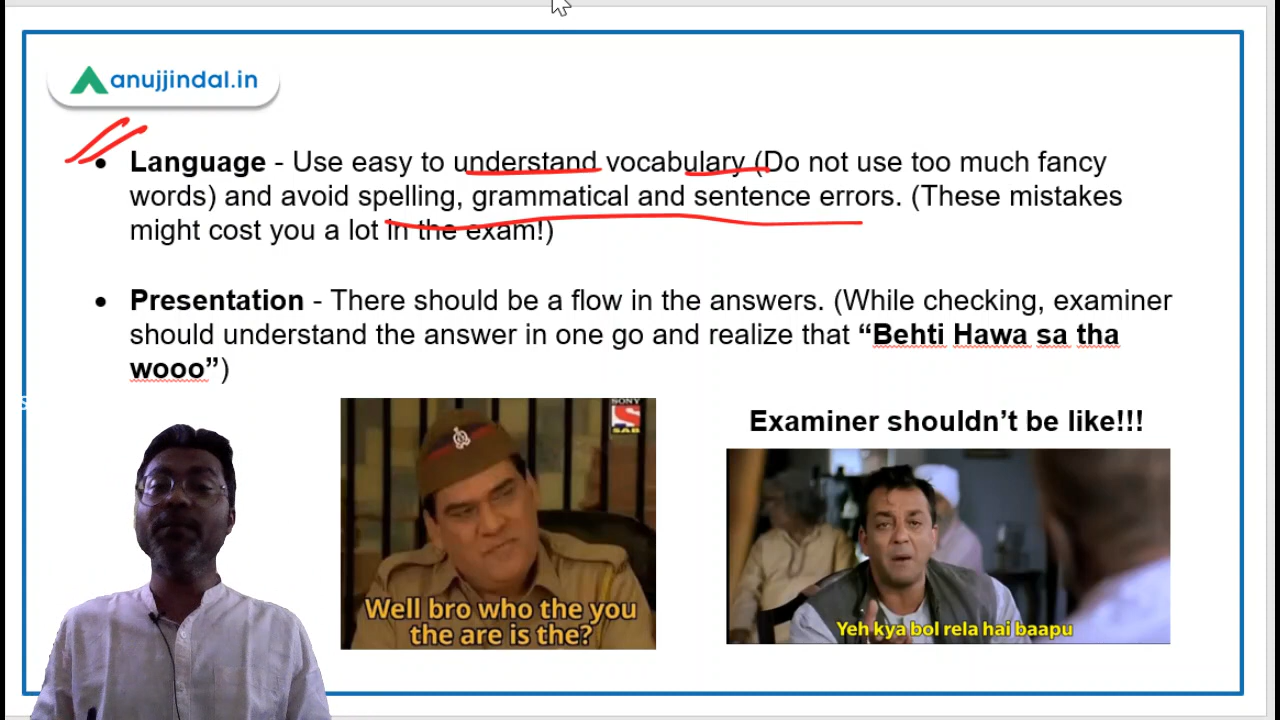 anujjindal.in
• Language - Use easy to understand vocabulary (Do not use too much fancy
words) and avoid spelling, grammatical and sentence errors. (These mistakes
might cost you a lot in the exam!)
• Presentation - There should be a flow in the answers. (While checking, examiner
should understand the answer in one go and realize that “Behti Hawa sa tha
wooo”)
SONY
S
SAB
Well bro who the you
the are is the?
Examiner shouldn’t be like!!!
Yeh kya bol rela hai baapu